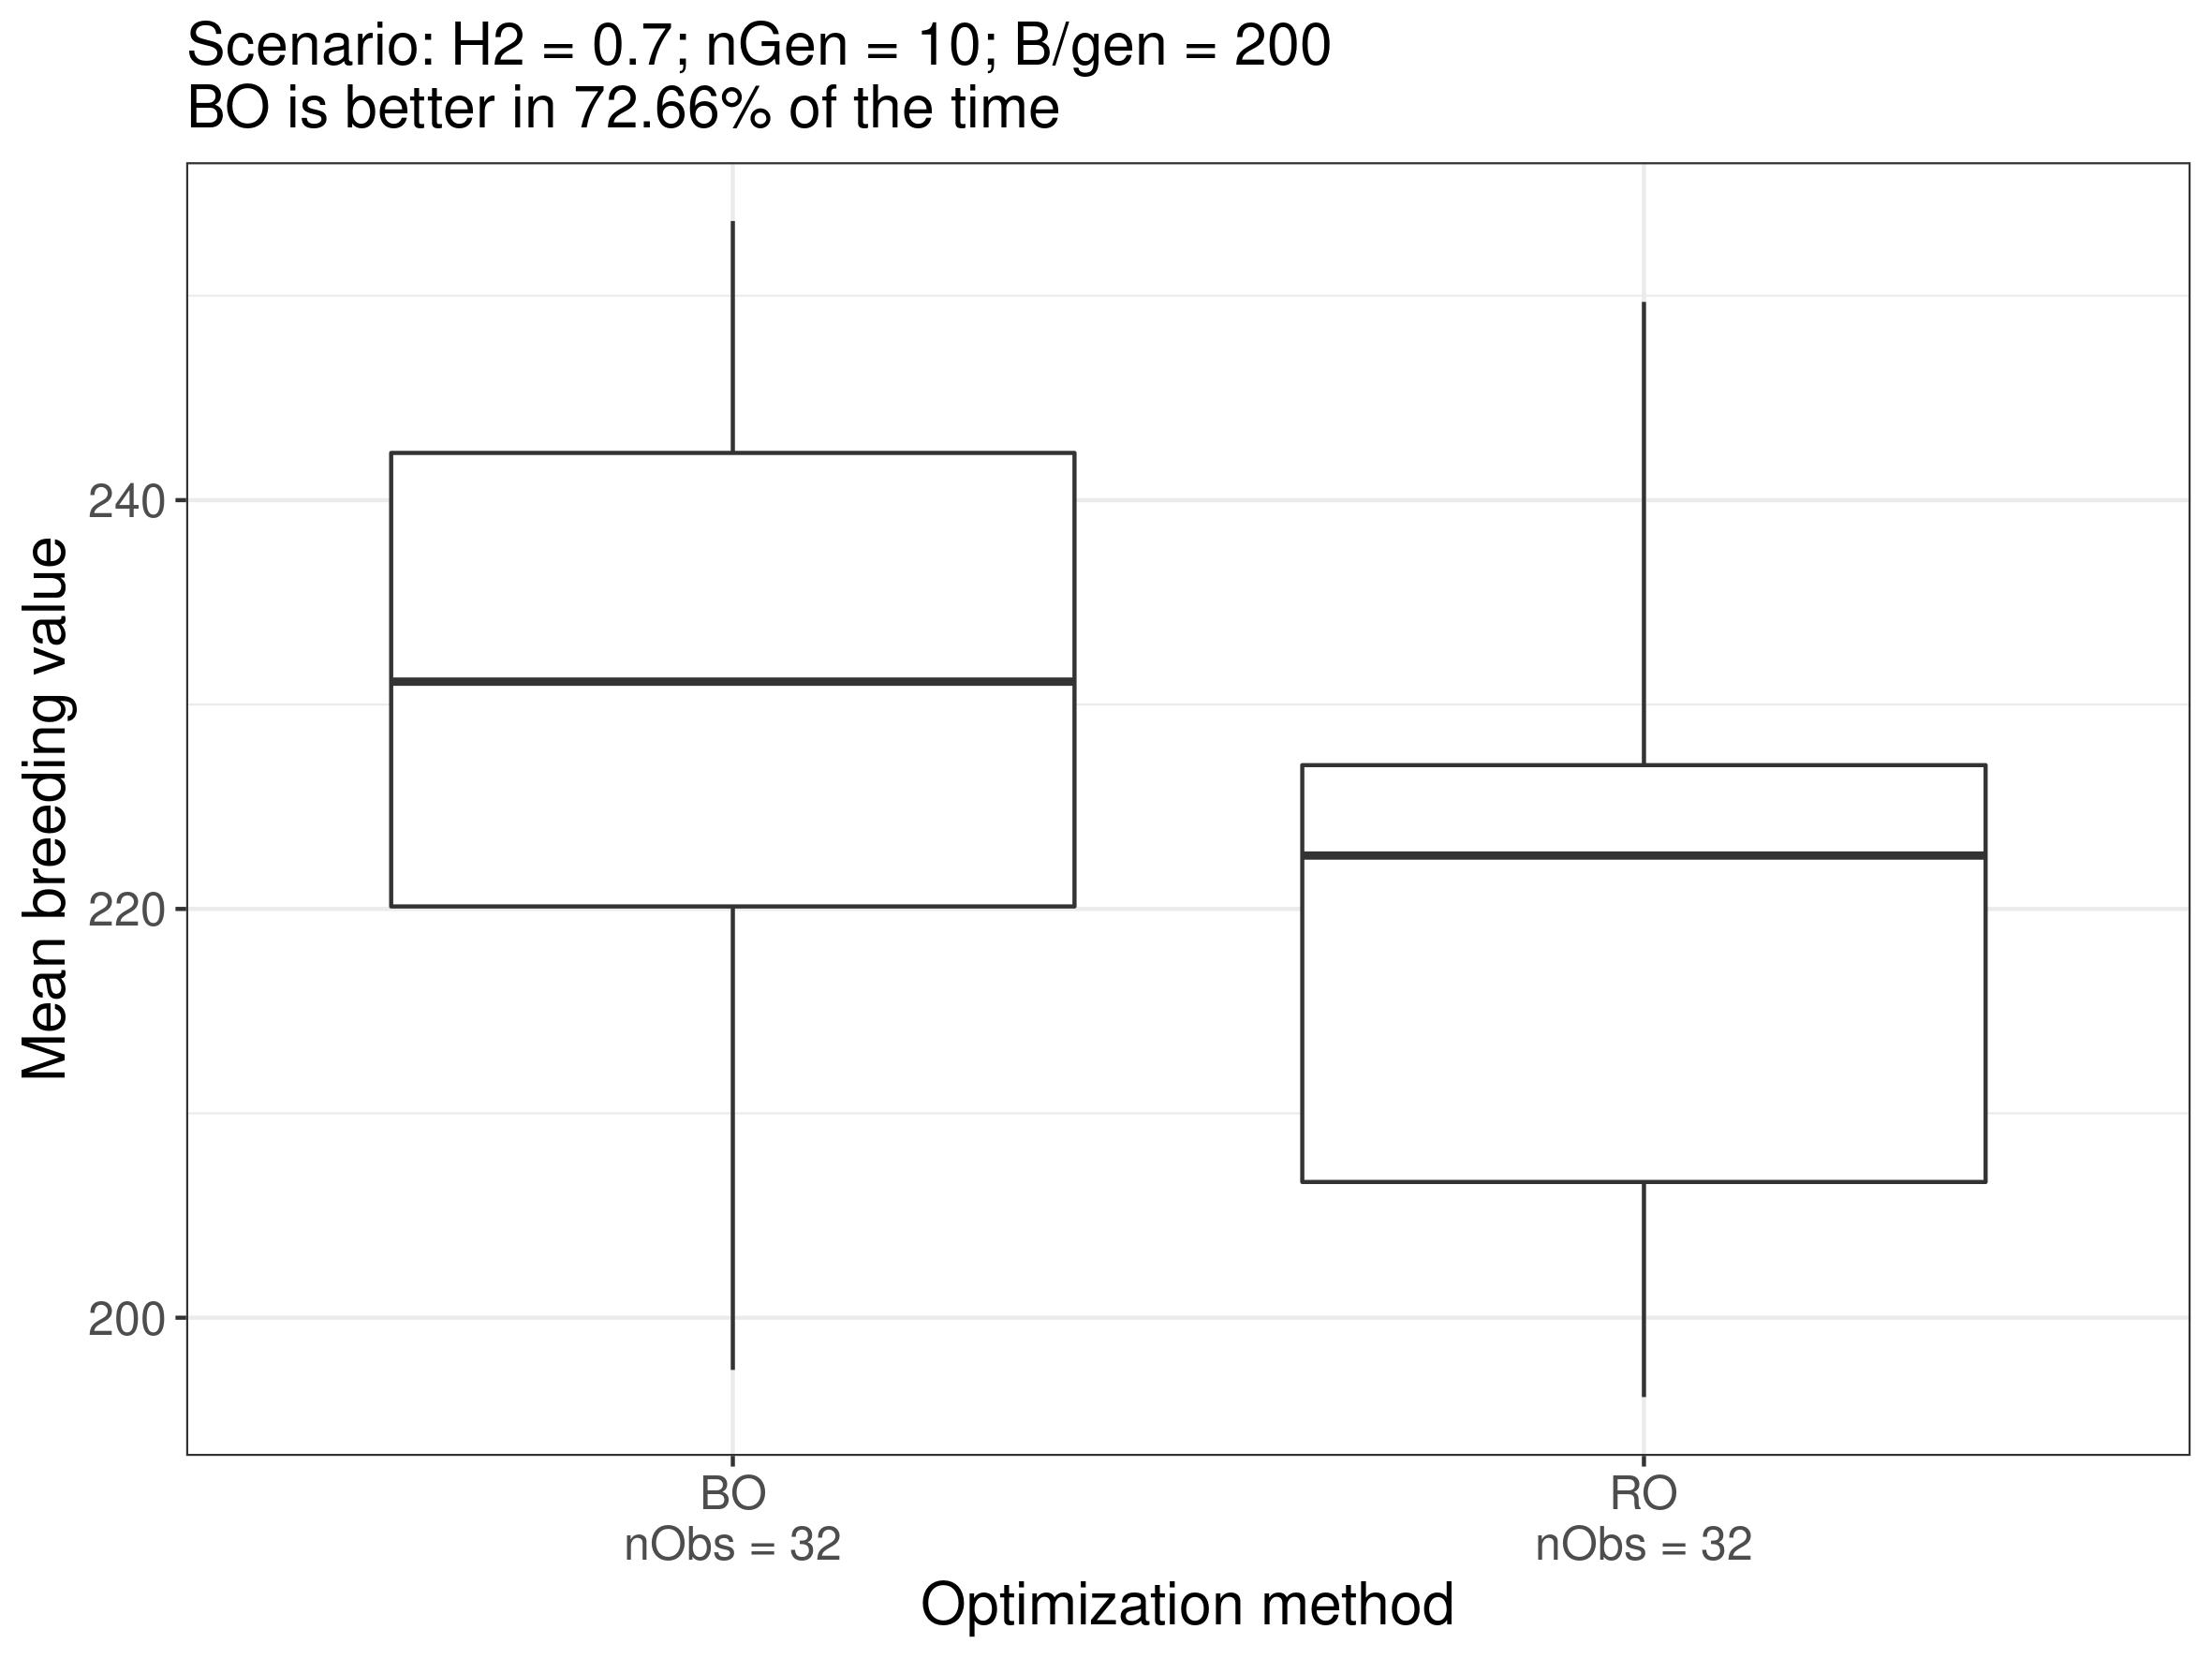 Scenario: H2 = 0.7; nGen = 10; B/gen = 200
BO is better in 72.66% of the time
Mean breeding value
240
220
200
BO
nObs = 32
RO
nObs = 32
Optimization method